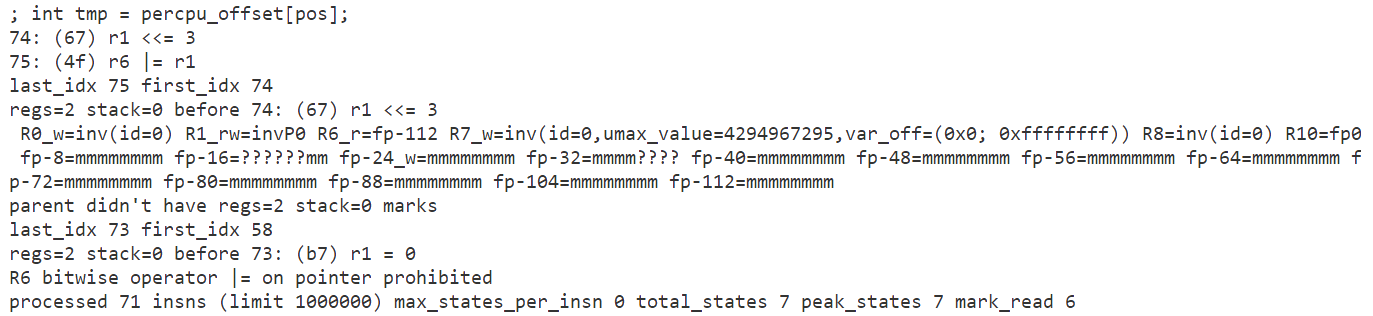 ; int tmp = percpu_offset[pos];
74: (67) r1 <<= 3
75: (4f) r6 |= r1
last_idx 75 first_idx 74
regs=2 stack=0 before 74: (67) r1 <<= 3
R0_w=inv(id=0) R1_rw=invP0 R6_r=fp-112 R7_w=inv(id=0,umax_value=4294967295,var_off=(0x0; 0xffffffff)) R8=inv(id=0) R10=fp0
fp-8=mmmmmmmm fp-16=??????mm fp-24_w=mmmmmmmm fp-32=mmmm???? fp-40=mmmmmmmm fp-48=mmmmmmmm fp-56=mmmmmmmm fp-64=mmmmmmmm f
p-72=mmmmmmmm fp-80=mmmmmmmm fp-88=mmmmmmmm fp-104=mmmmmmmm fp-112=mmmmmmmm
parent didn't have regs=2 stack=0 marks
last_idx 73 first_idx 58
regs=2 stack=0 before 73: (b7) r1 = 0
R6 bitwise operator |= on pointer prohibited
processed 71 insns (limit 1000000) max_states_per_insn 0 total_states 7 peak_states 7 mark_read 6